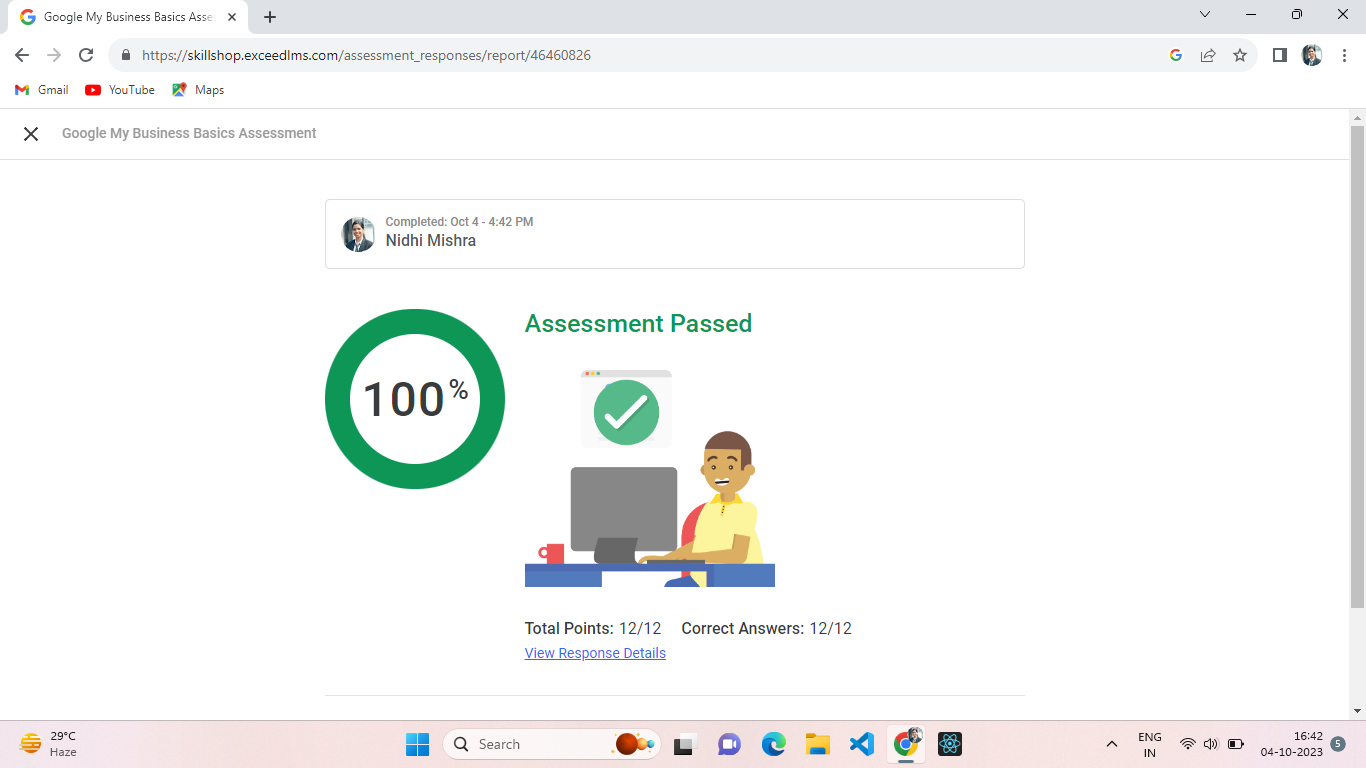 Google My Business Basics Asse
https://skillshop.exceedlms.com/assessment_responses/report/46460826
Gmail YouTube Maps
Google My Business Basics Assessment
Completed: Oct 4 - 4:42 PM
Nidhi Mishra
Assessment Passed
100%
Total Points: 12/12 Correct Answers: 12/12
View Response Details
29°C
Haze
Search
ENG
IN
16:42
04-10-2023
5